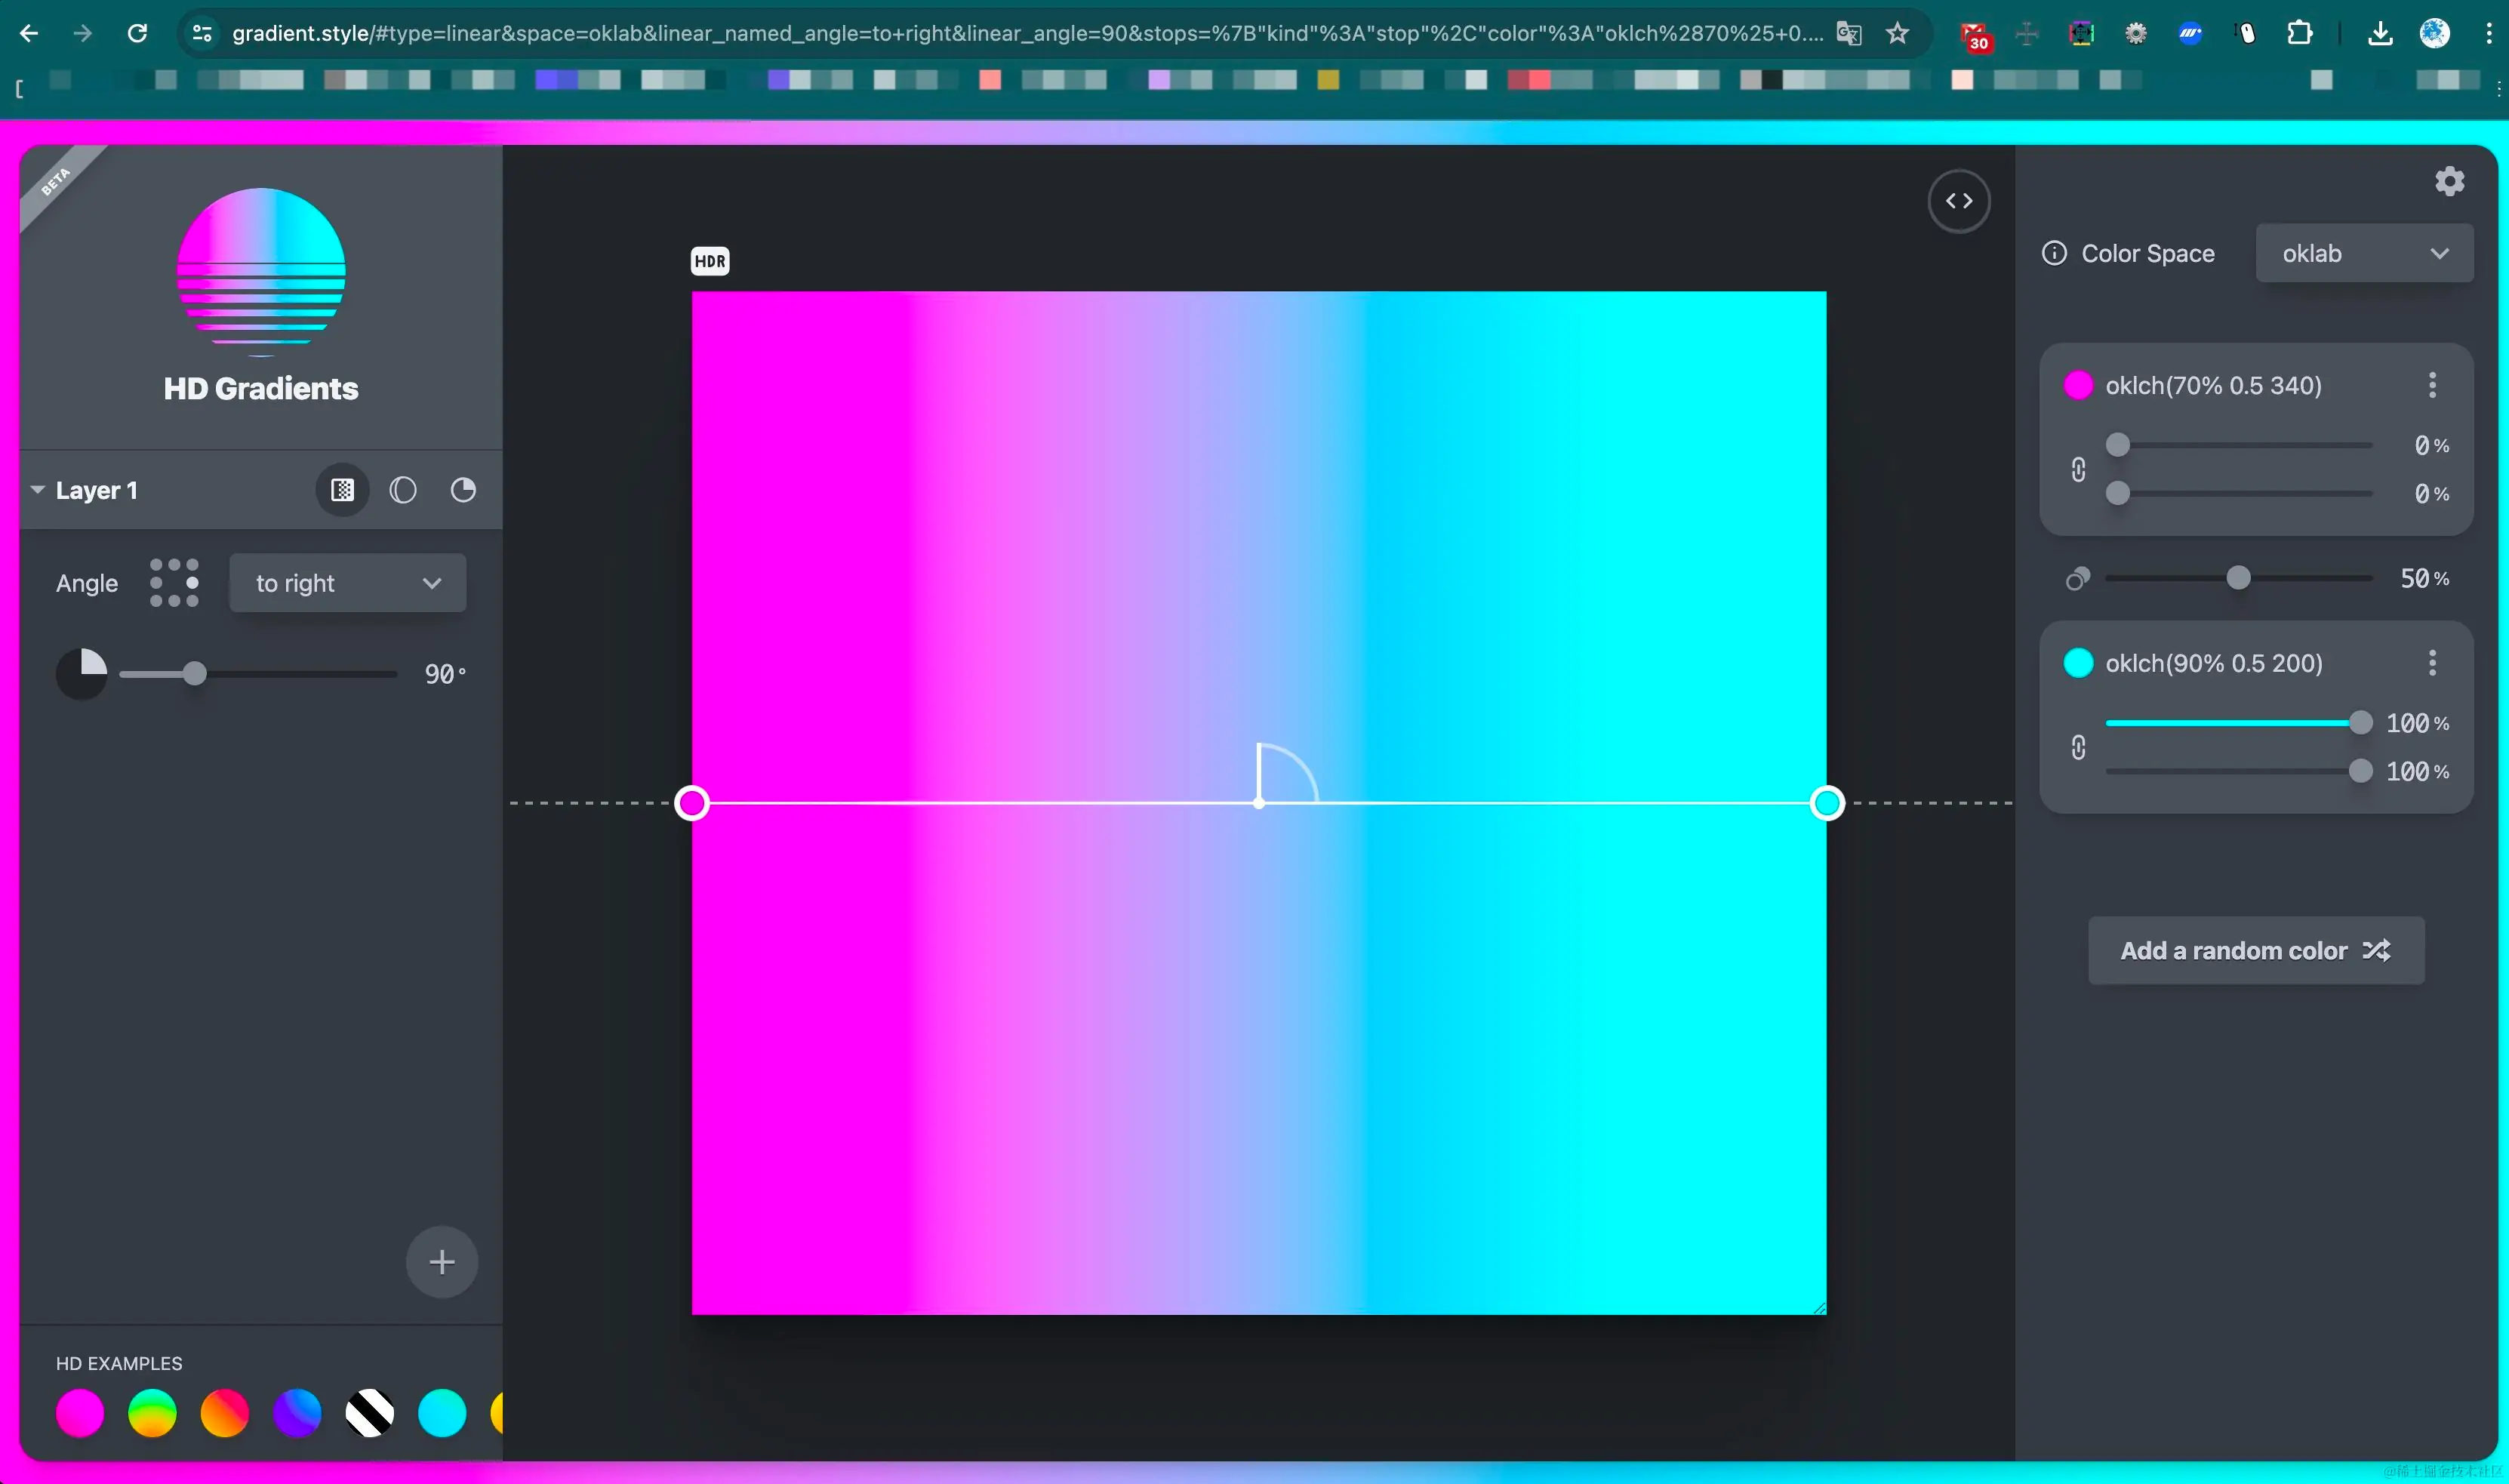 gradient.style/#type=linear&space=oklab&linear_named_angle=to+right&linear_angle=90&stops=%7B"kind"%3A"stop"%2C"color"%3A"oklch%2870%25+0....
30
BETA
HD Gradients
Layer 1
Angle
to right
90°
HD EXAMPLES
HDR
Color Space
oklab
oklch(70% 0.5 340)
0%
0%
50%
oklch(90% 0.5 200)
100%
100%
Add a random color
@稀土掘金技术社区